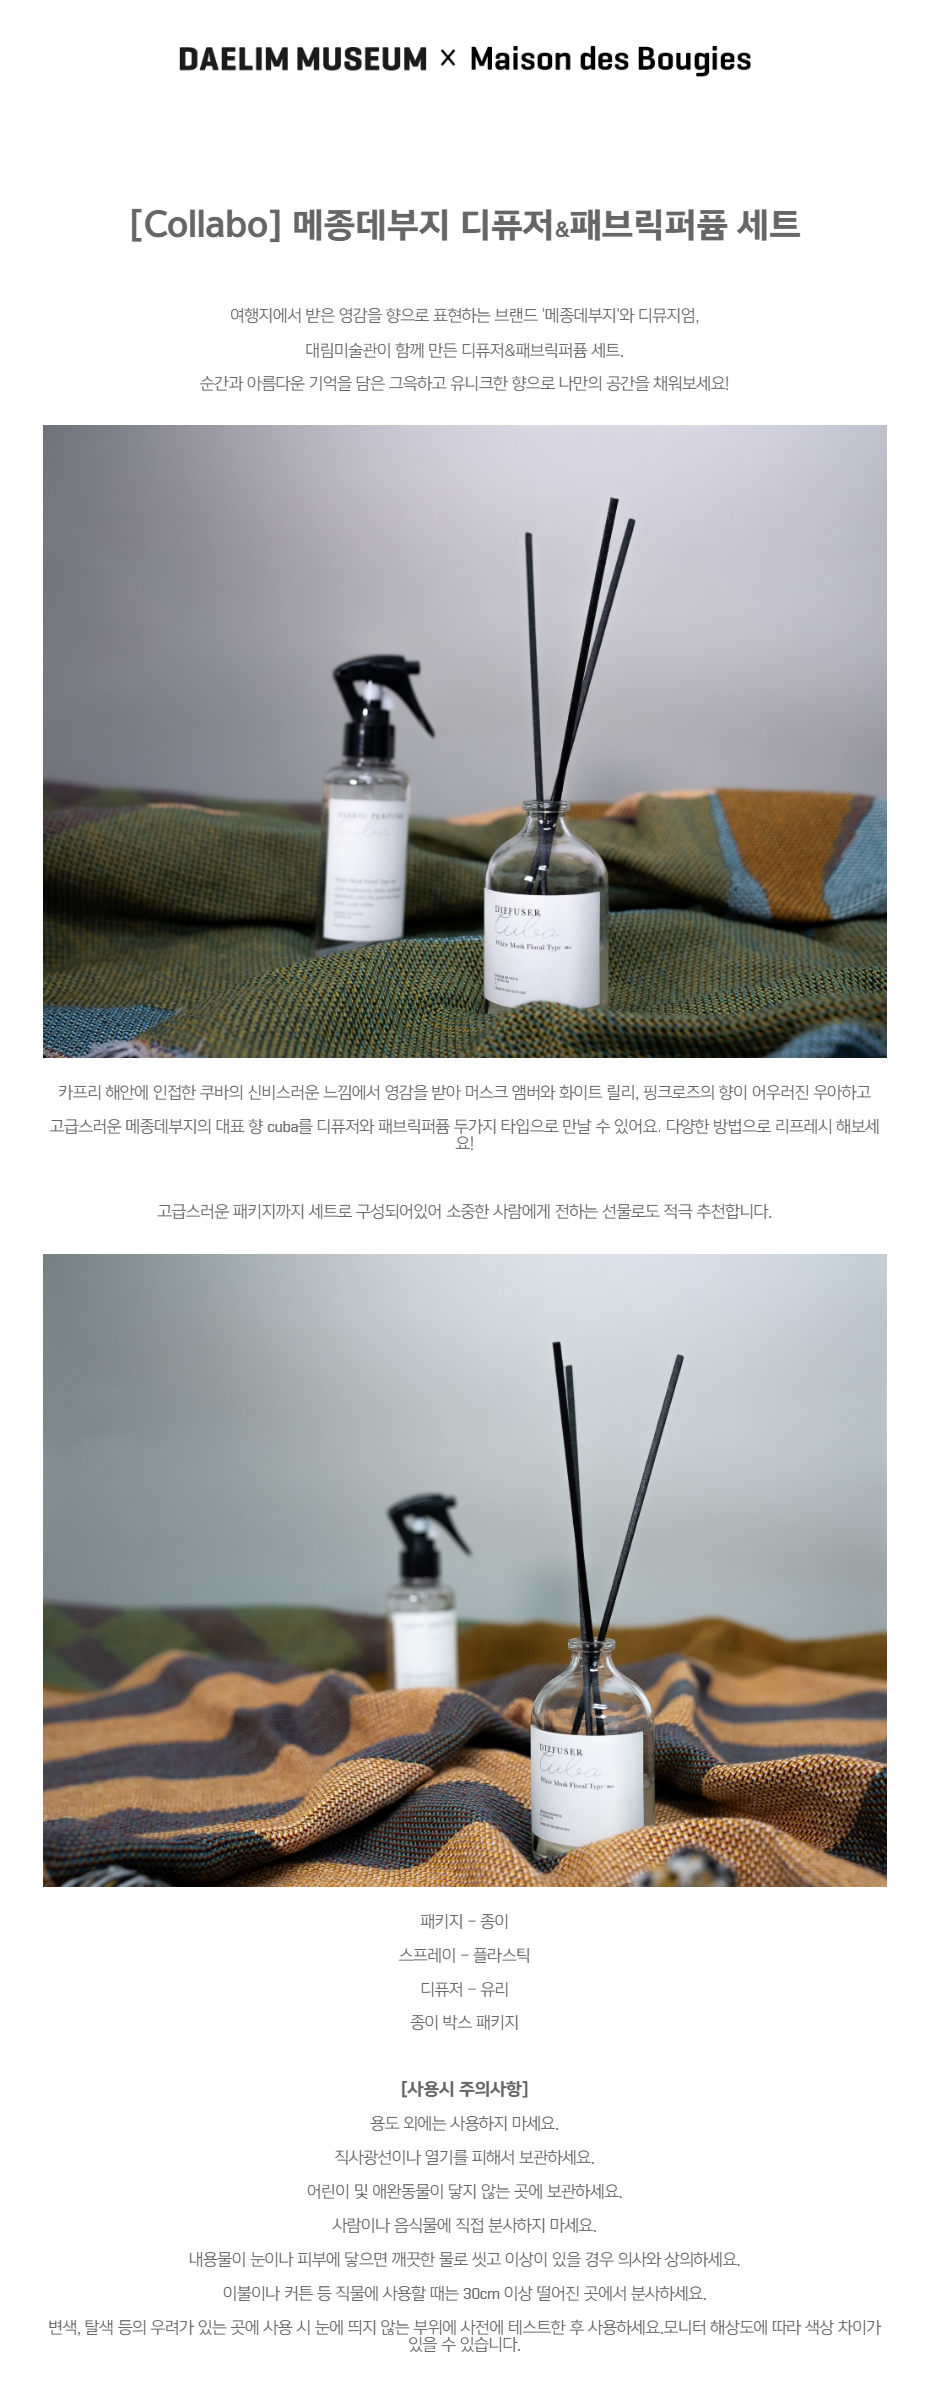 DAELIM MUSEUM × Maison des Bougies
[Collabo] 메종데부지 디퓨저&패브릭퍼퓸 세트
여행지에서 받은 영감을 향으로 표현하는 브랜드 '메종데부지'와 디뮤지엄,
대림미술관이 함께 만든 디퓨저&패브릭퍼퓸 세트.
순간과 아름다운 기억을 담은 그윽하고 유니크한 향으로 나만의 공간을 채워보세요!
FABRIC PERFUME
Cuba
White Musk Floral Type
DIFFUSER
Cuba
White Musk Floral Type
카프리 해안에 인접한 쿠바의 신비스러운 느낌에서 영감을 받아 머스크 앰버와 화이트 릴리, 핑크로즈의 향이 어우러진 우아하고
고급스러운 메종데부지의 대표 향 cuba를 디퓨저와 패브릭퍼퓸 두가지 타입으로 만날 수 있어요. 다양한 방법으로 리프레시 해보세
요!
고급스러운 패키지까지 세트로 구성되어있어 소중한 사람에게 전하는 선물로도 적극 추천합니다.
DIFFUSER
Cuba
White Musk Floral Type
패키지 - 종이
스프레이 - 플라스틱
디퓨저 - 유리
종이 박스 패키지
[사용시 주의사항]
용도 외에는 사용하지 마세요.
직사광선이나 열기를 피해서 보관하세요.
어린이 및 애완동물이 닿지 않는 곳에 보관하세요.
사람이나 음식물에 직접 분사하지 마세요.
내용물이 눈이나 피부에 닿으면 깨끗한 물로 씻고 이상이 있을 경우 의사와 상의하세요.
이불이나 커튼 등 직물에 사용할 때는 30cm 이상 떨어진 곳에서 분사하세요.
변색, 탈색 등의 우려가 있는 곳에 사용 시 눈에 띄지 않는 부위에 사전에 테스트한 후 사용하세요.모니터 해상도에 따라 색상 차이가
있을 수 있습니다.